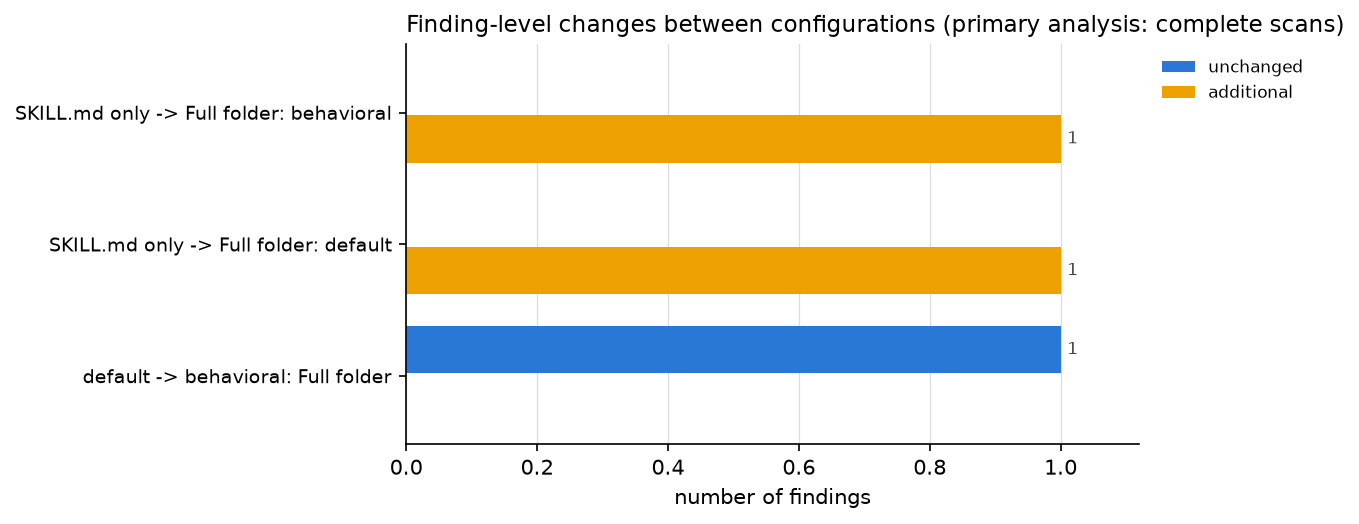 Finding-level changes between configurations (primary analysis: complete scans)
unchanged
additional
SKILL.md only -> Full folder: behavioral
1
SKILL.md only -> Full folder: default
1
1
default -> behavioral: Full folder
0.0 0.2 0.4 0.6 0.8 1.0
number of findings